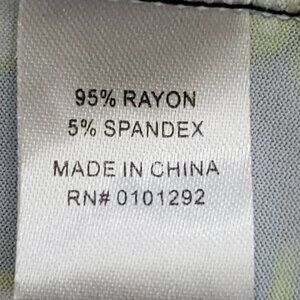 95% RAYON
5% SPANDEX
MADE IN CHINA
RN# 0101292